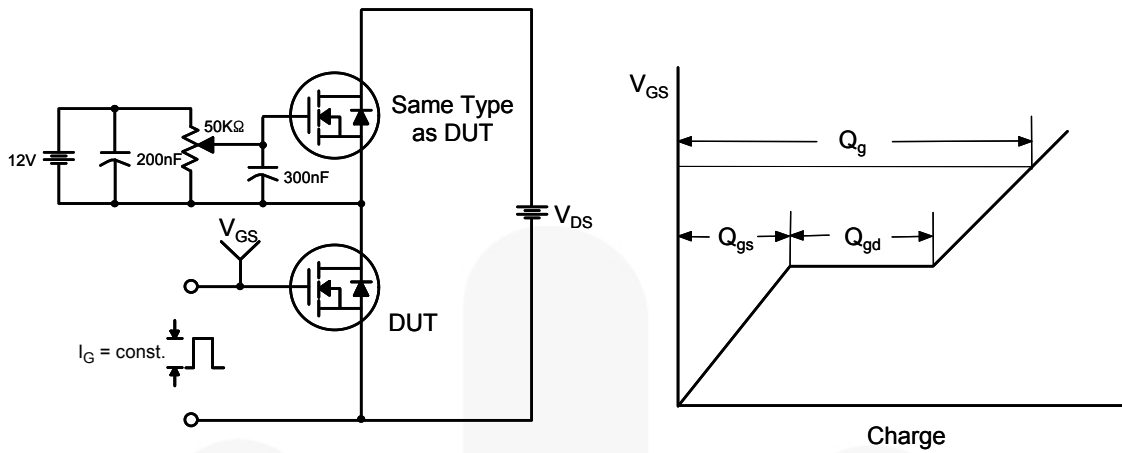 Same Type
as DUT
50KΩ
12V
200nF
300nF
V_GS
V_DS
DUT
I_G = const.
V_GS
Q_g
Q_gs
Q_gd
Charge